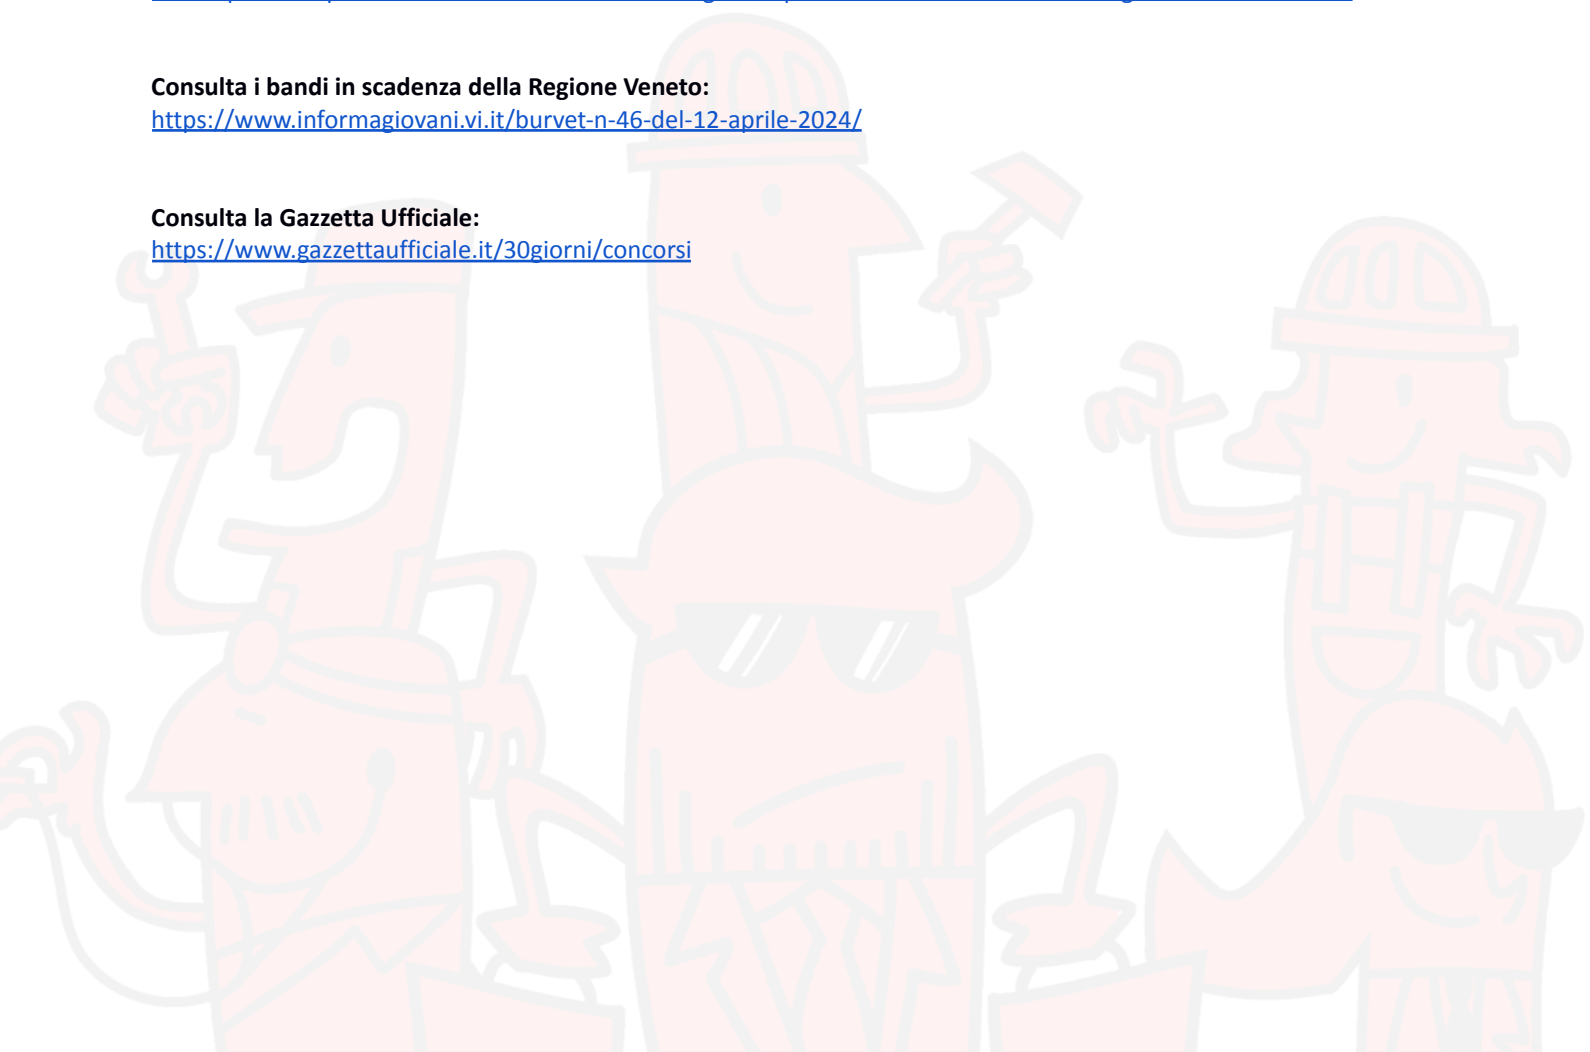 Consulta i bandi in scadenza della Regione Veneto:
https://www.informagiovani.vi.it/burvet-n-46-del-12-aprile-2024/
Consulta la Gazzetta Ufficiale:
https://www.gazzettaufficiale.it/30giorni/concorsi